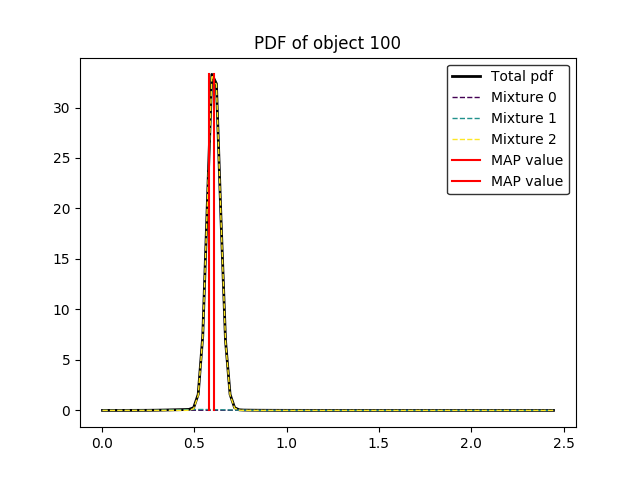 PDF of object 100
Total pdf
Mixture 0
Mixture 1
Mixture 2
MAP value
MAP value
30
25
20
15
10
5
0
0.0 0.5 1.0 1.5 2.0 2.5